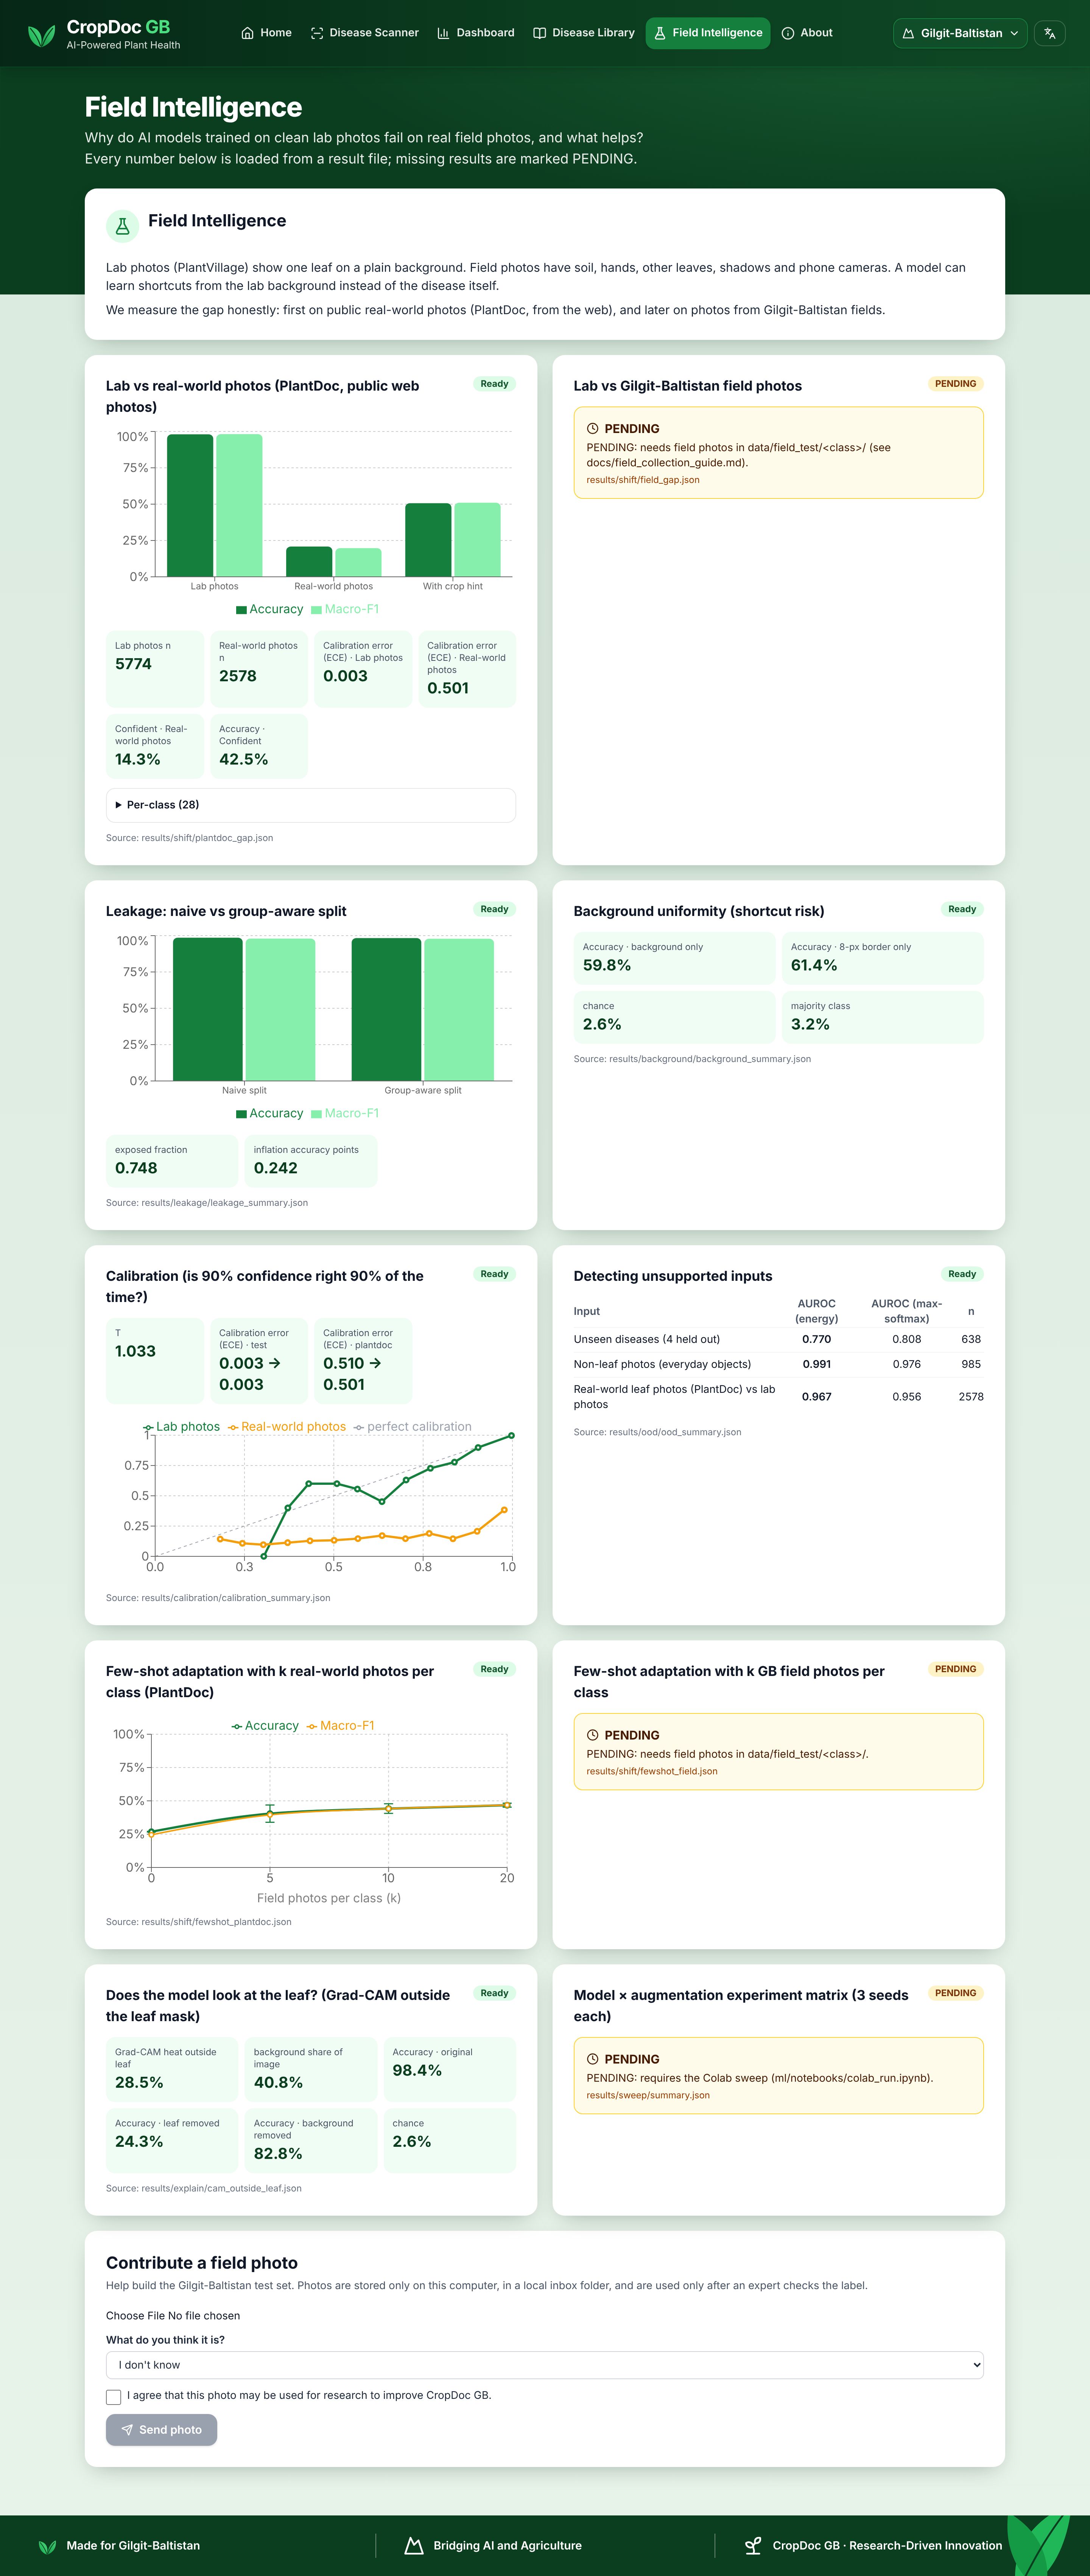 CropDoc GB
AI-Powered Plant Health
Home
Disease Scanner
Dashboard
Disease Library
Field Intelligence
About
Gilgit-Baltistan
Field Intelligence
Why do AI models trained on clean lab photos fail on real field photos, and what helps?
Every number below is loaded from a result file; missing results are marked PENDING.
Field Intelligence
Lab photos (PlantVillage) show one leaf on a plain background. Field photos have soil, hands, other leaves, shadows and phone cameras. A model can
learn shortcuts from the lab background instead of the disease itself.
We measure the gap honestly: first on public real-world photos (PlantDoc, from the web), and later on photos from Gilgit-Baltistan fields.
Lab vs real-world photos (PlantDoc, public web
photos)
Ready
100%
75%
50%
25%
0%
Lab photos
Real-world photos
With crop hint
Accuracy
Macro-F1
Lab photos n
5774
Real-world photos
n
2578
Calibration error
(ECE) · Lab photos
0.003
Calibration error
(ECE) · Real-world
photos
0.501
Confident · Real-
world photos
14.3%
Accuracy ·
Confident
42.5%
Per-class (28)
Source: results/shift/plantdoc_gap.json
Lab vs Gilgit-Baltistan field photos
PENDING
PENDING
PENDING: needs field photos in data/field_test/<class>/ (see
docs/field_collection_guide.md).
results/shift/field_gap.json
Leakage: naive vs group-aware split
Ready
100%
75%
50%
25%
0%
Naive split
Group-aware split
Accuracy
Macro-F1
exposed fraction
0.748
inflation accuracy points
0.242
Source: results/leakage/leakage_summary.json
Background uniformity (shortcut risk)
Ready
Accuracy · background only
59.8%
Accuracy · 8-px border only
61.4%
chance
2.6%
majority class
3.2%
Source: results/background/background_summary.json
Calibration (is 90% confidence right 90% of the
time?)
Ready
T
1.033
Calibration error
(ECE) · test
0.003 →
0.003
Calibration error
(ECE) · plantdoc
0.510 →
0.501
Lab photos
Real-world photos
perfect calibration
1
0.75
0.5
0.25
0
0.0
0.3
0.5
0.8
1.0
Source: results/calibration/calibration_summary.json
Detecting unsupported inputs
Ready
Input
AUROC
(energy)
AUROC (max-
softmax)
n
Unseen diseases (4 held out)
0.770
0.808
638
Non-leaf photos (everyday objects)
0.991
0.976
985
Real-world leaf photos (PlantDoc) vs lab
photos
0.967
0.956
2578
Source: results/ood/ood_summary.json
Few-shot adaptation with k real-world photos per
class (PlantDoc)
Ready
Accuracy
Macro-F1
100%
75%
50%
25%
0%
0
5
10
20
Field photos per class (k)
Source: results/shift/fewshot_plantdoc.json
Few-shot adaptation with k GB field photos per
class
PENDING
PENDING
PENDING: needs field photos in data/field_test/<class>/.
results/shift/fewshot_field.json
Does the model look at the leaf? (Grad-CAM outside
the leaf mask)
Ready
Grad-CAM heat outside
leaf
28.5%
background share of
image
40.8%
Accuracy · original
98.4%
Accuracy · leaf removed
24.3%
Accuracy · background
removed
82.8%
chance
2.6%
Source: results/explain/cam_outside_leaf.json
Model × augmentation experiment matrix (3 seeds
each)
PENDING
PENDING
PENDING: requires the Colab sweep (ml/notebooks/colab_run.ipynb).
results/sweep/summary.json
Contribute a field photo
Help build the Gilgit-Baltistan test set. Photos are stored only on this computer, in a local inbox folder, and are used only after an expert checks the label.
Choose File No file chosen
What do you think it is?
I don't know
I agree that this photo may be used for research to improve CropDoc GB.
Send photo
Made for Gilgit-Baltistan
Bridging AI and Agriculture
CropDoc GB · Research-Driven Innovation